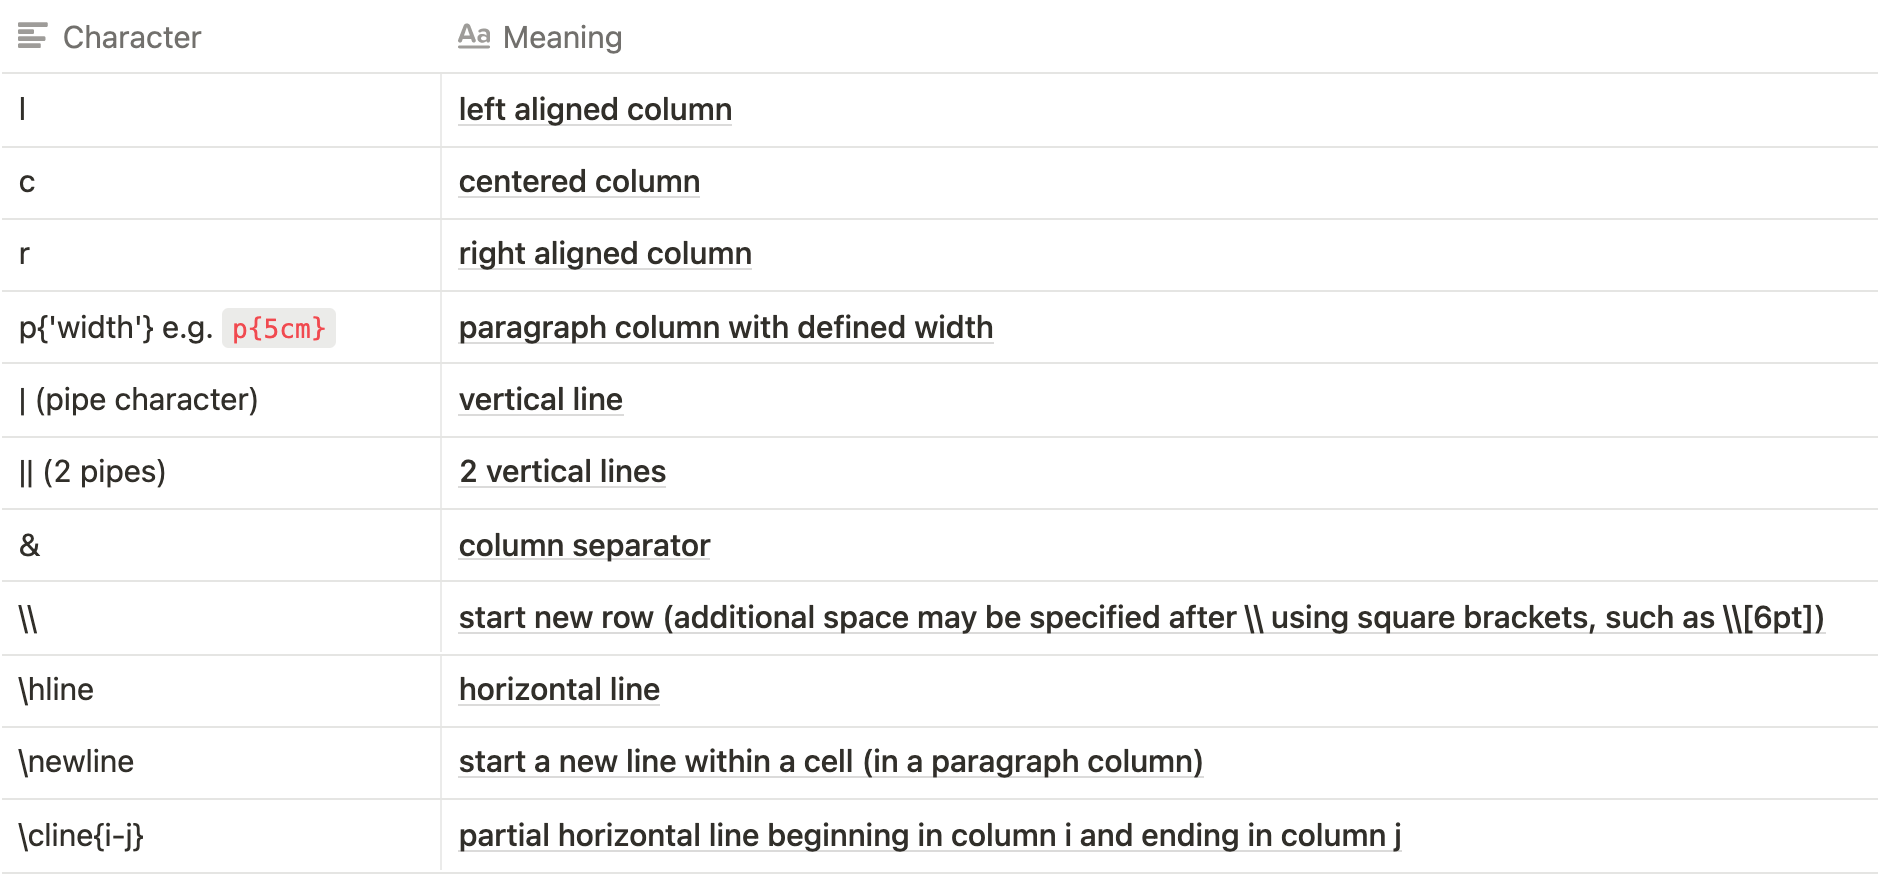 Character Aa Meaning
l left aligned column
c centered column
r right aligned column
p{'width'} e.g. p{5cm} paragraph column with defined width
| (pipe character) vertical line
|| (2 pipes) 2 vertical lines
& column separator
\\ start new row (additional space may be specified after \\ using square brackets, such as \\[6pt])
\hline horizontal line
\newline start a new line within a cell (in a paragraph column)
\cline{i-j} partial horizontal line beginning in column i and ending in column j